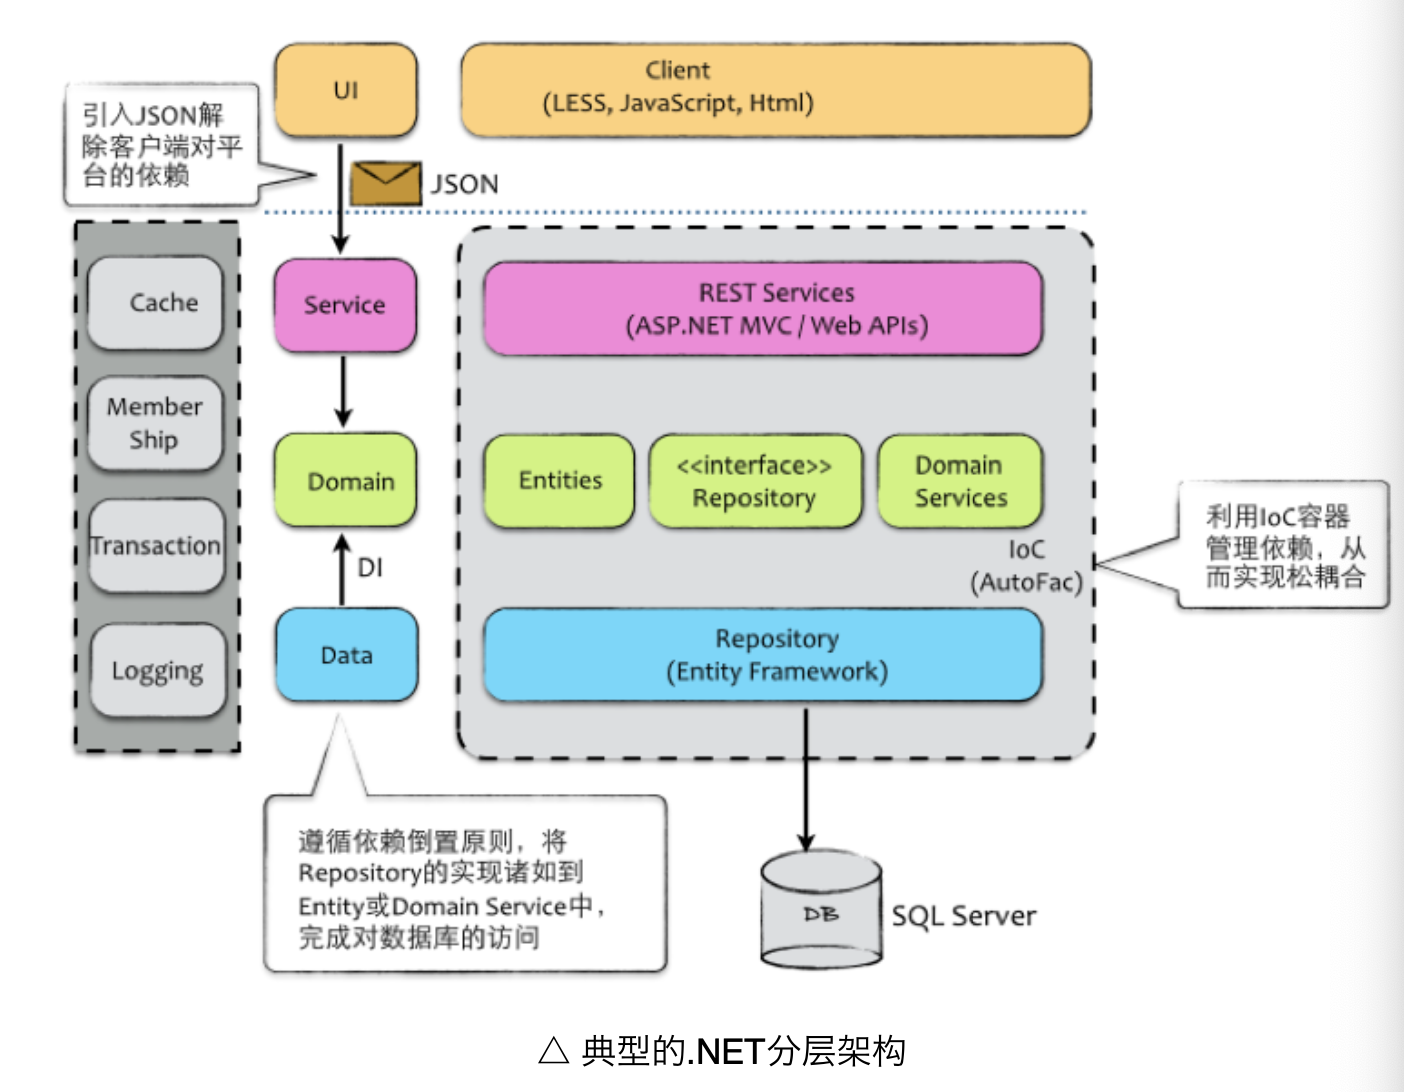 UI
Client
(LESS, JavaScript, Html)
引入JSON解
除客户端对平
台的依赖
JSON
Cache
Member
Ship
Transaction
Logging
Service
REST Services
(ASP.NET MVC / Web APIs)
Domain
Entities
<<interface>>
Repository
Domain
Services
DI
IoC
(AutoFac)
利用IoC容器
管理依赖，从
而实现松耦合
Data
Repository
(Entity Framework)
遵循依赖倒置原则，将
Repository的实现诸如到
Entity或Domain Service中，
完成对数据库的访问
DB
SQL Server
△ 典型的.NET分层架构